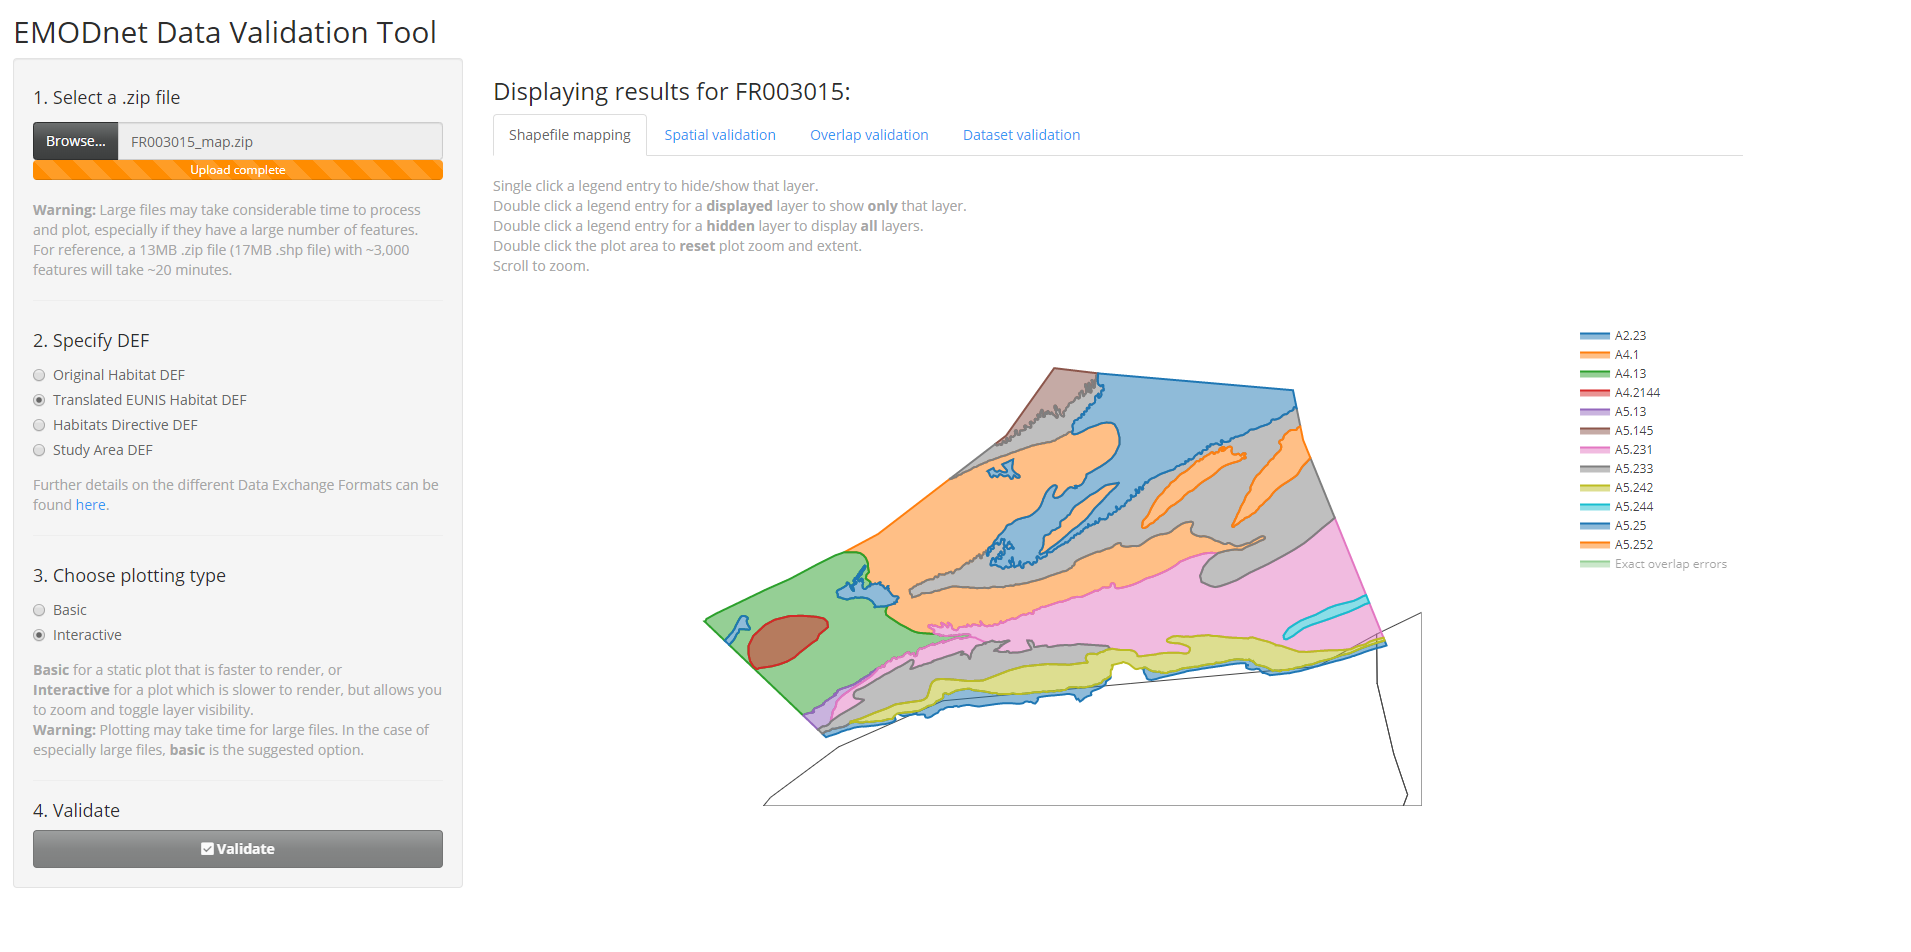 EMODnet Data Validation Tool
1. Select a .zip file
Browse...
FR003015_map.zip
Upload complete
Warning: Large files may take considerable time to process
and plot, especially if they have a large number of features.
For reference, a 13MB .zip file (17MB .shp file) with ~3,000
features will take ~20 minutes.
2. Specify DEF
Original Habitat DEF
Translated EUNIS Habitat DEF
Habitats Directive DEF
Study Area DEF
Further details on the different Data Exchange Formats can be
found here.
3. Choose plotting type
Basic
Interactive
Basic for a static plot that is faster to render, or
Interactive for a plot which is slower to render, but allows you
to zoom and toggle layer visibility.
Warning: Plotting may take time for large files. In the case of
especially large files, basic is the suggested option.
4. Validate
Validate
Displaying results for FR003015:
Shapefile mapping
Spatial validation
Overlap validation
Dataset validation
Single click a legend entry to hide/show that layer.
Double click a legend entry for a displayed layer to show only that layer.
Double click a legend entry for a hidden layer to display all layers.
Double click the plot area to reset plot zoom and extent.
Scroll to zoom.
A2.23
A4.1
A4.13
A4.2144
A5.13
A5.145
A5.231
A5.233
A5.242
A5.244
A5.25
A5.252
Exact overlap errors